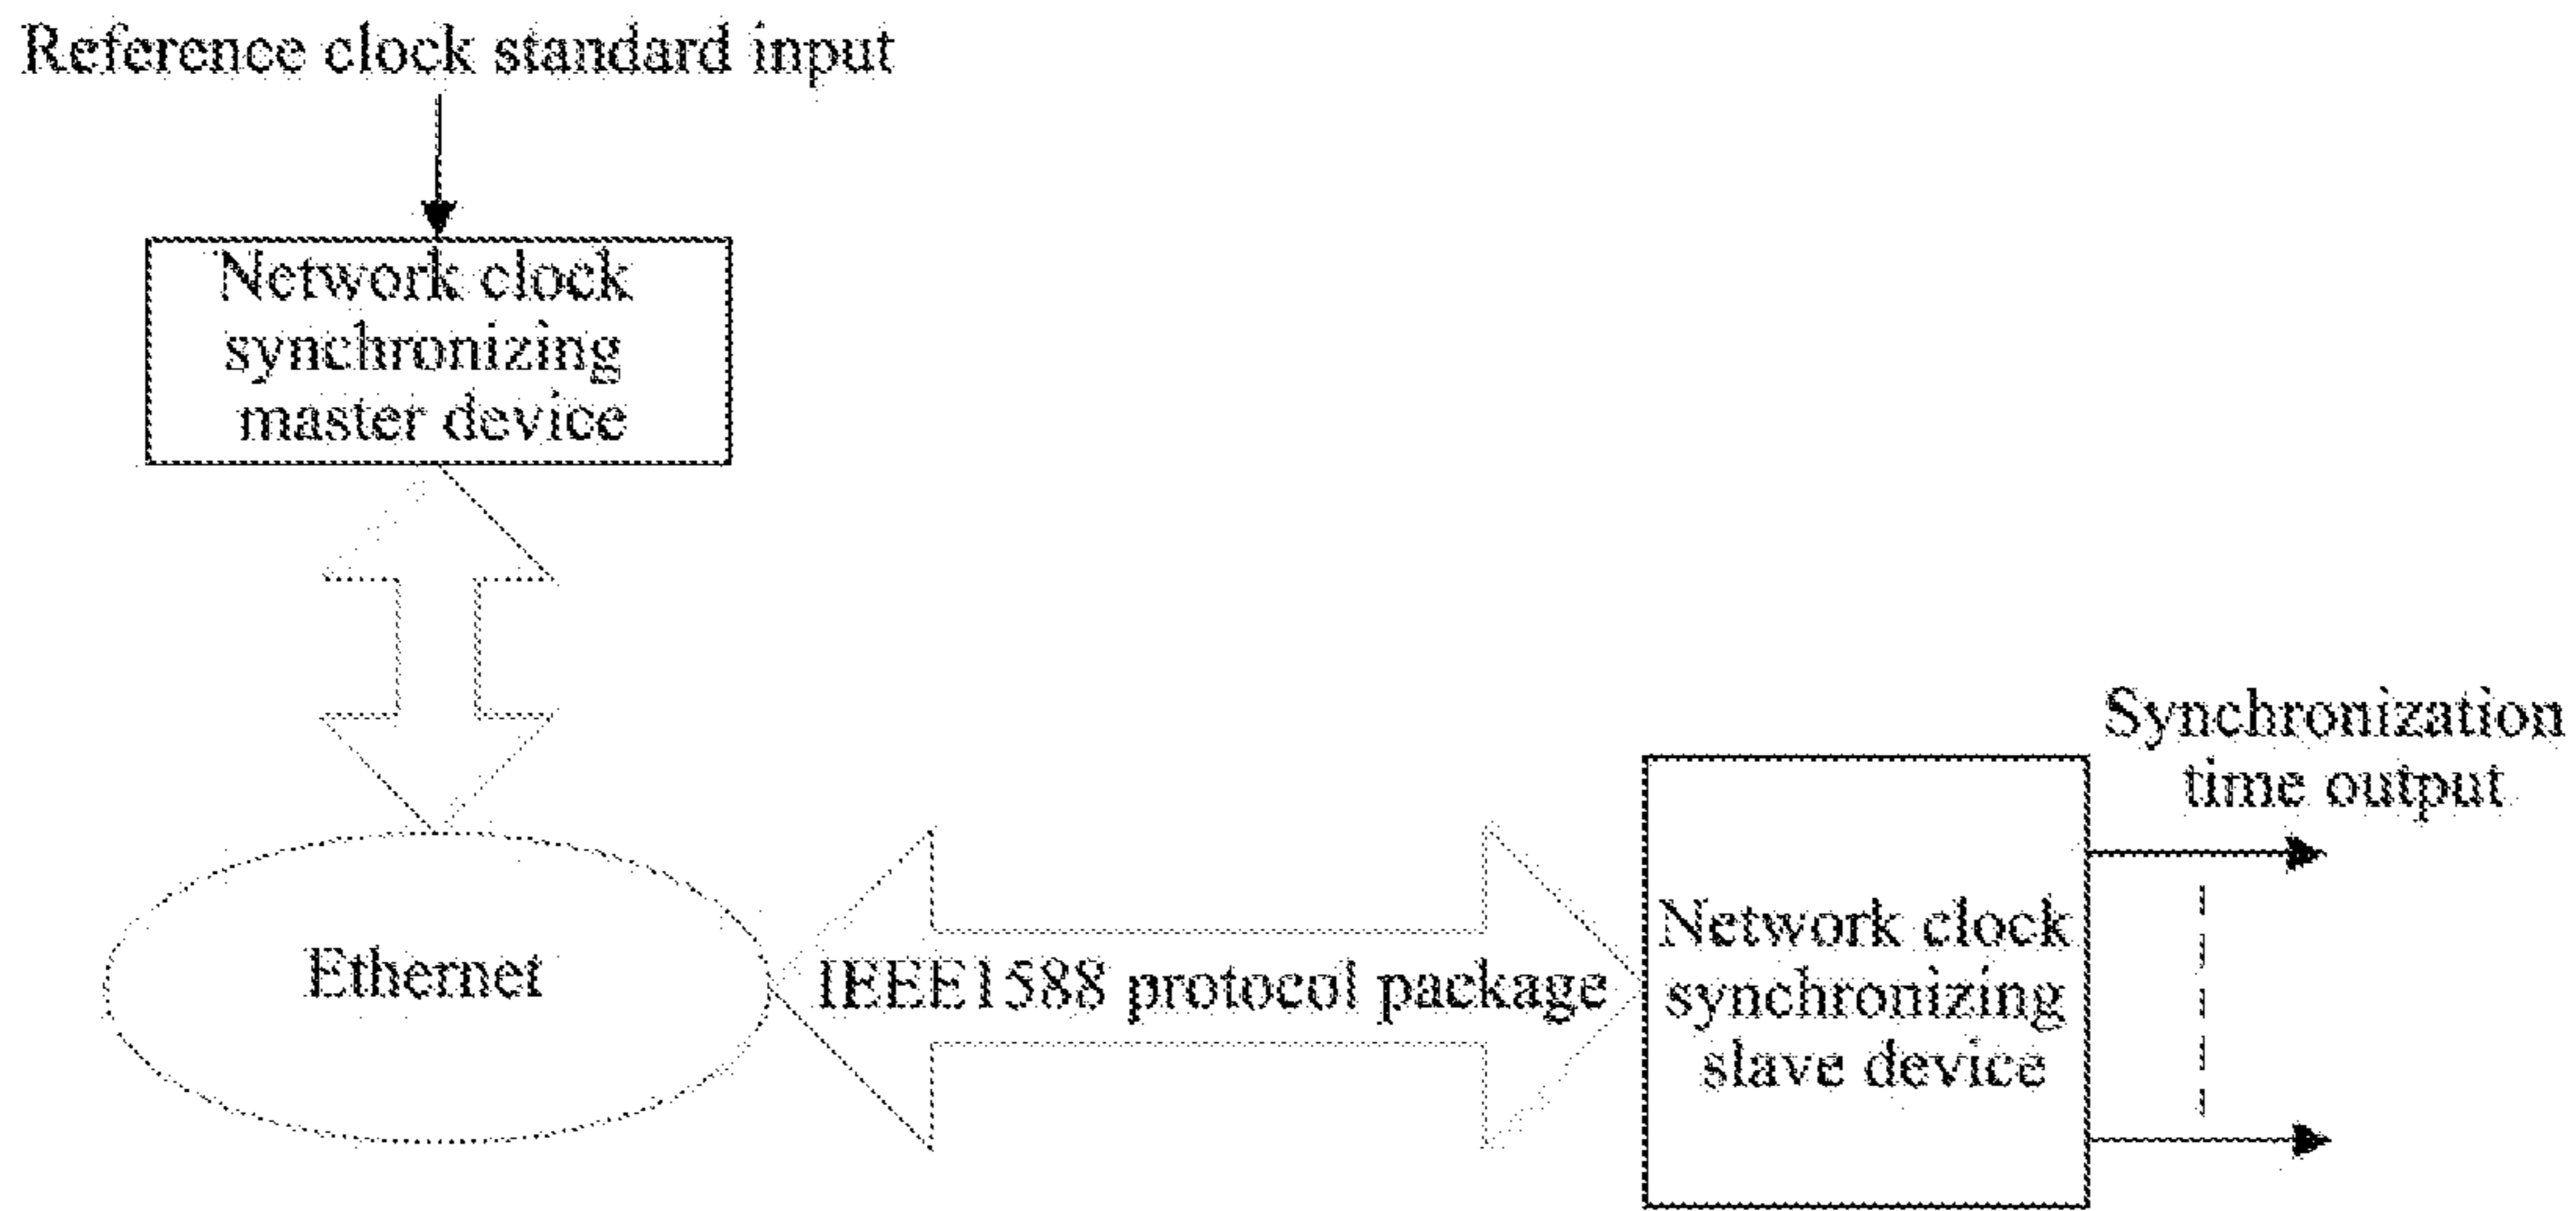 Reference clock standard input
Network clock
synchronizing
master device
Synchronization
time output
Ethernet
IEEE1588 protocol package
Network clock
synchronizing
slave device